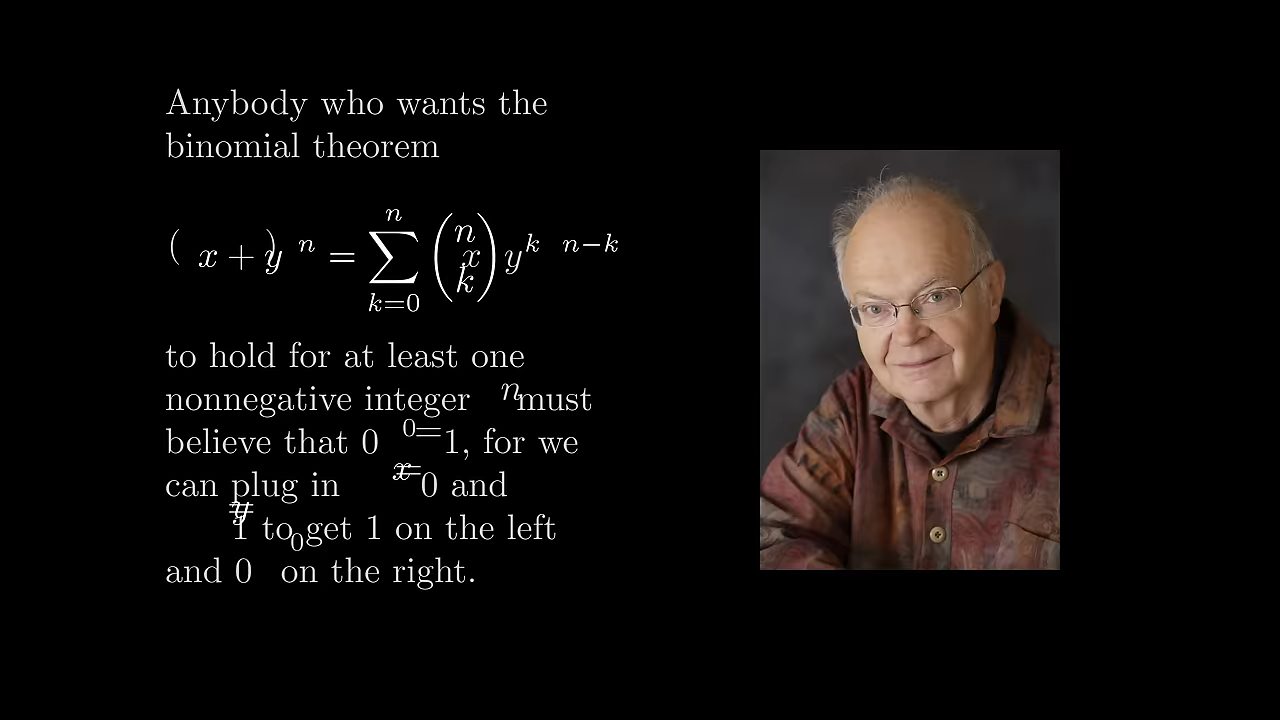 Anybody who wants the
binomial theorem
(x + y)^n = \sum_{k=0}^{n} \binom{n}{k} x^k y^{n-k}
to hold for at least one
nonnegative integer n must
believe that 0^0 = 1, for we
can plug in x = 0 and
y = 1 to get 1 on the left
and 0^0 on the right.